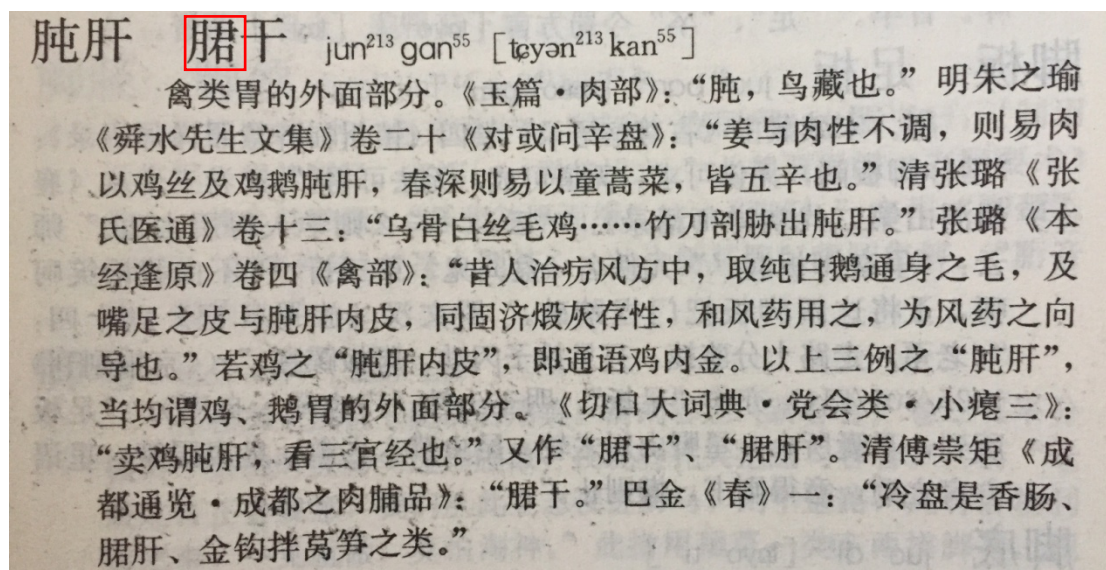 肫肝 䐃干 jun²¹³ gan⁵⁵ [tɕyən²¹³ kan⁵⁵]
禽类胃的外面部分。《玉篇·肉部》：“肫，鸟藏也。”明朱之瑜
《舜水先生文集》卷二十《对或问辛盘》：“姜与肉性不调，则易肉
以鸡丝及鸡鹅肫肝，春深则易以童蒿菜，皆五辛也。”清张璐《张
氏医通》卷十三：“乌骨白丝毛鸡……竹刀剖胁出肫肝。”张璐《本
经逢原》卷四《禽部》：“昔人治疠风方中，取纯白鹅通身之毛，及
嘴足之皮与肫肝内皮，同固济煅灰存性，和风药用之，为风药之向
导也。”若鸡之“肫肝内皮”，即通语鸡内金。以上三例之“肫肝”，
当均谓鸡、鹅胃的外面部分。《切口大词典·党会类·小瘪三》：
“卖鸡肫肝，看三官经也。”又作“䐃干”、“䐃肝”。清傅崇矩《成
都通览·成都之肉脯品》：“䐃干。”巴金《春》一：“冷盘是香肠、
䐃肝、金钩拌莴笋之类。”